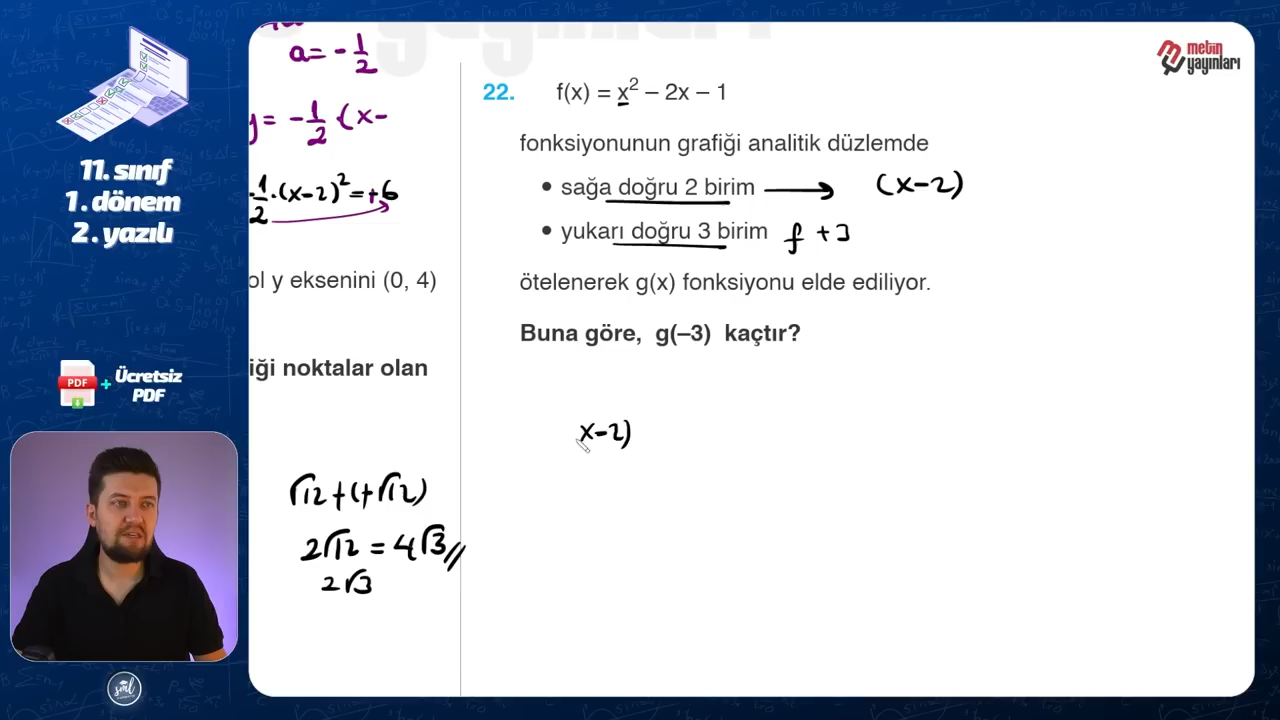 11. sınıf
1. dönem
2. yazılı
PDF
+
Ücretsiz
PDF
sml
a = -1/2
y = -1/2 (x-
1/2 · (x-2)² = +6
ol y eksenini (0, 4)
iği noktalar olan
√12 + (+√12)
2√12 = 4√3 //
2√3
metin
yayınları
22. f(x) = x² – 2x – 1
fonksiyonunun grafiği analitik düzlemde
• sağa doğru 2 birim → (x-2)
• yukarı doğru 3 birim f +3
ötelenerek g(x) fonksiyonu elde ediliyor.
Buna göre, g(–3) kaçtır?
x-2)